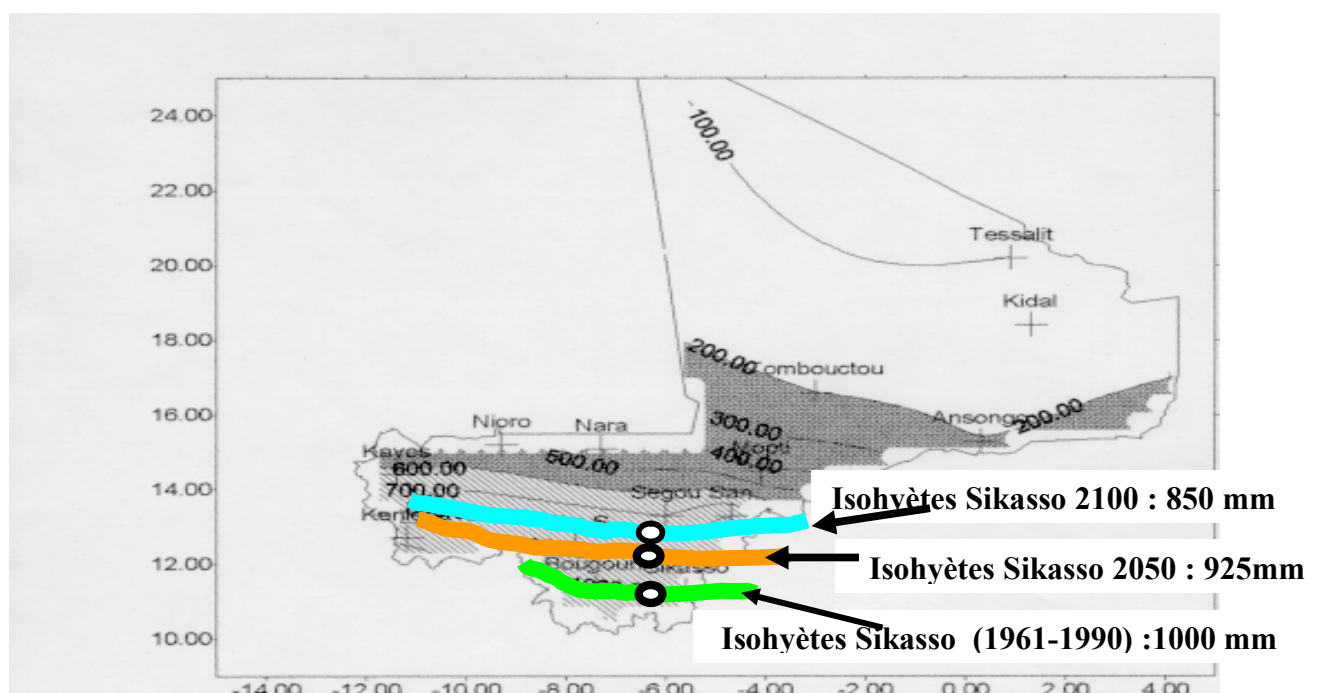 24.00
100.00
22.00
Tessalit
20.00
Kidal
18.00
200.00
Tombouctou
16.00
Nioro
Nara
300.00
Ansongo
200.00
Kayes
600.00
500.00
400.00
Mopti
14.00
700.00
Segou San
Isohyètes Sikasso 2100 : 850 mm
12.00
Bougouni
Sikasso
Isohyètes Sikasso 2050 : 925mm
10.00
Isohyètes Sikasso (1961-1990) :1000 mm
-14.00 -12.00 -10.00 -8.00 -6.00 -4.00 -2.00 0.00 2.00 4.00